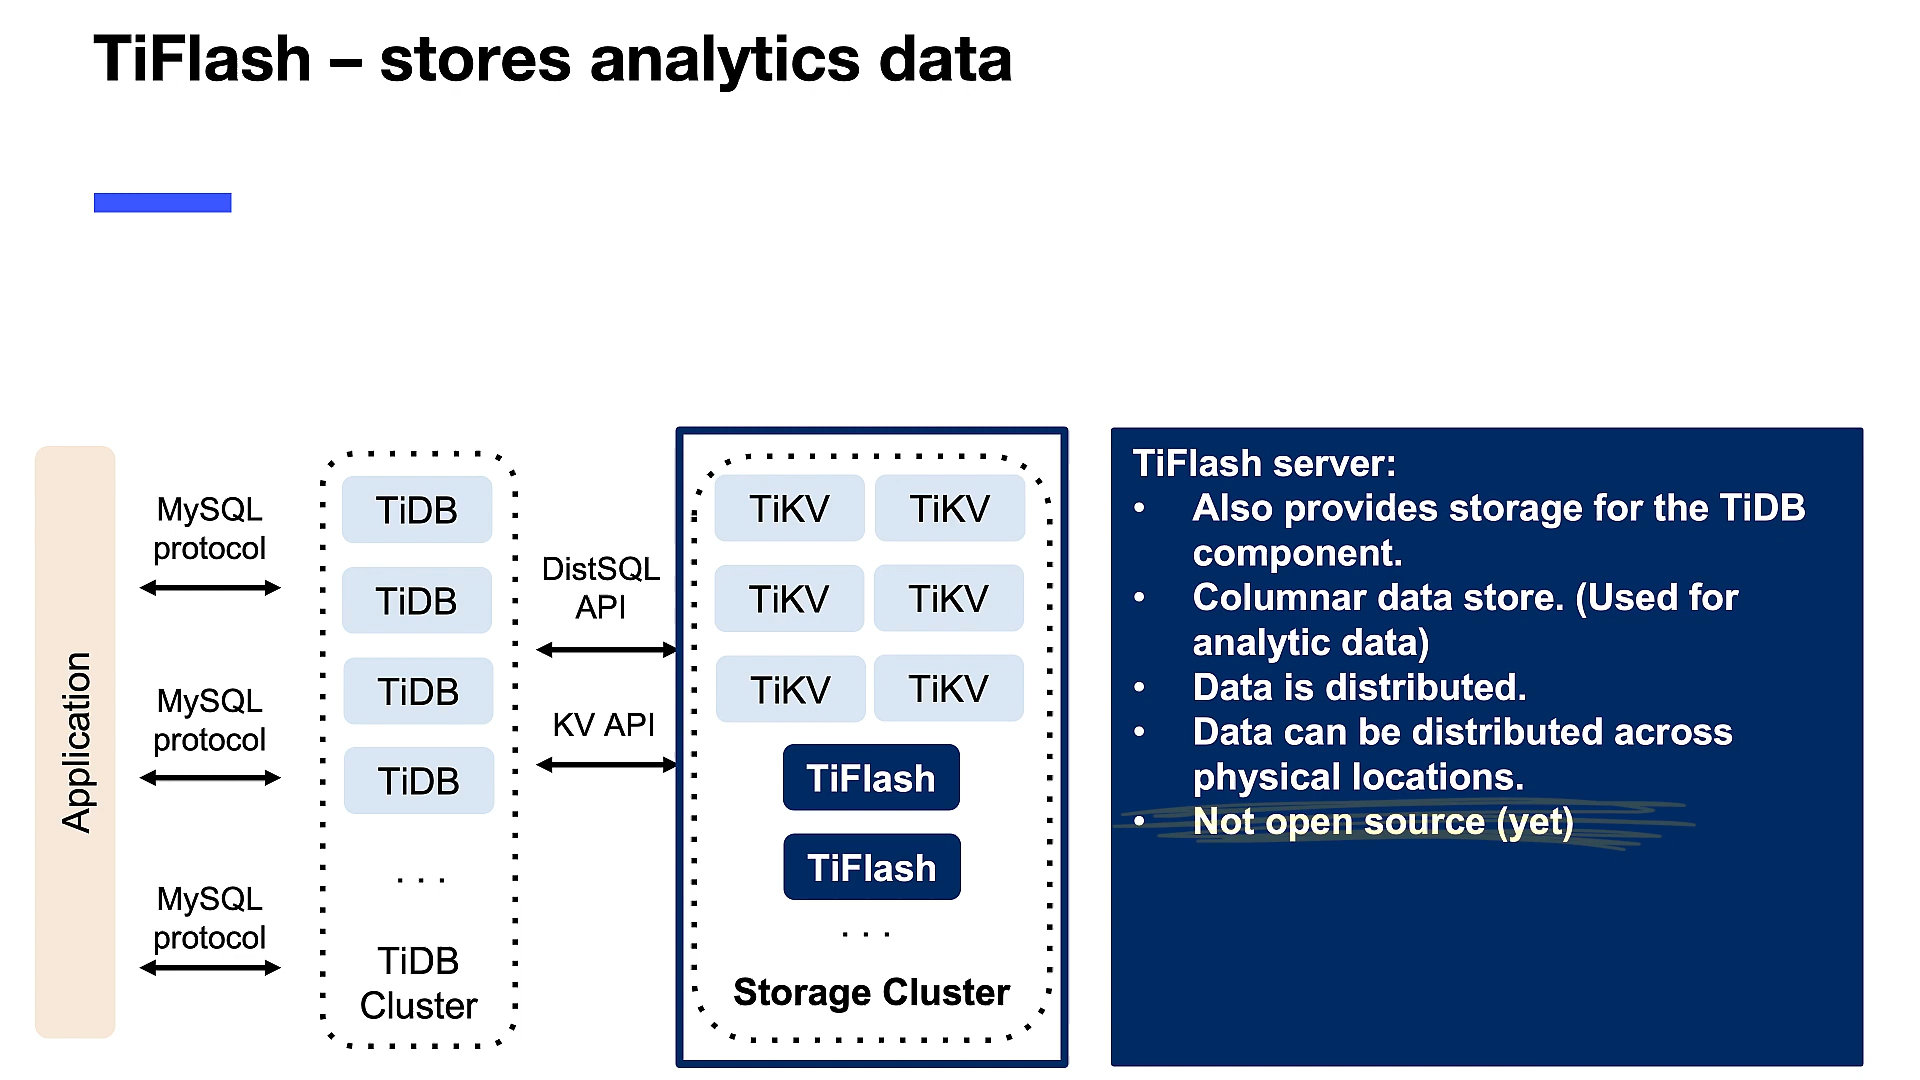 TiFlash – stores analytics data
Application
MySQL
protocol
MySQL
protocol
MySQL
protocol
TiDB
TiDB
TiDB
TiDB
. . .
TiDB
Cluster
DistSQL
API
KV API
TiKV TiKV
TiKV TiKV
TiKV TiKV
TiFlash
TiFlash
. . .
Storage Cluster
TiFlash server:
• Also provides storage for the TiDB
component.
• Columnar data store. (Used for
analytic data)
• Data is distributed.
• Data can be distributed across
physical locations.
• Not open source (yet)